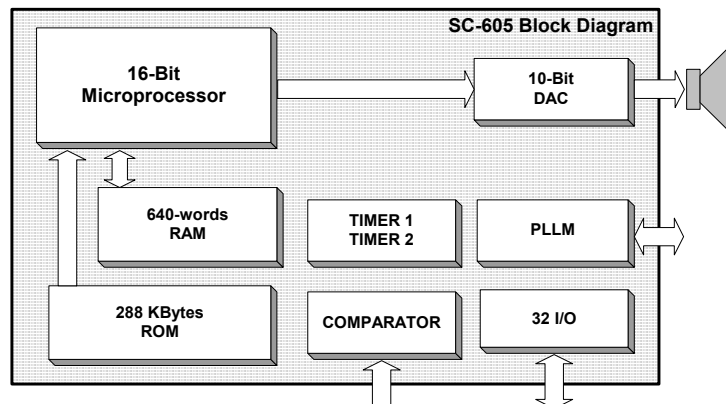 SC-605 Block Diagram
16-Bit
Microprocessor
10-Bit
DAC
640-words
RAM
TIMER 1
TIMER 2
PLLM
288 KBytes
ROM
COMPARATOR
32 I/O